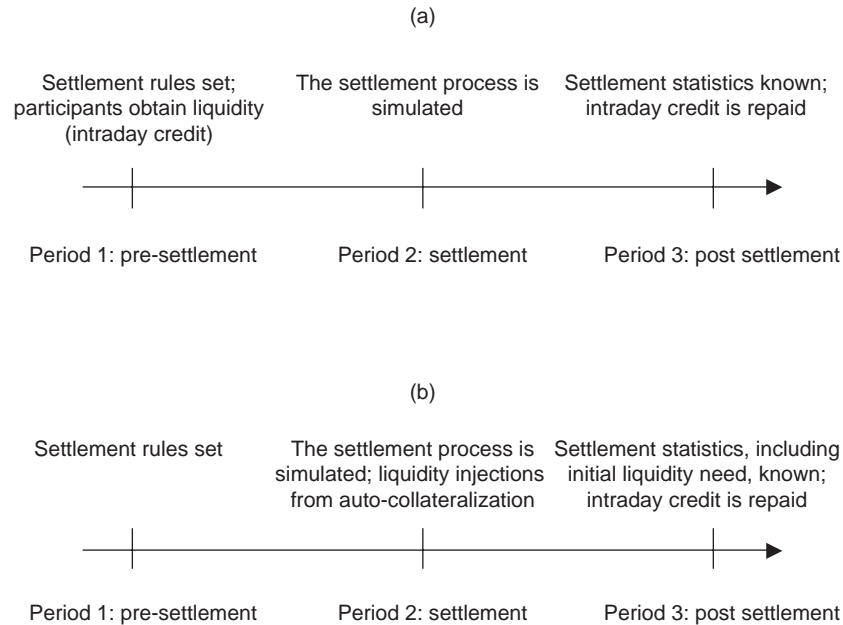 (a)
Settlement rules set;
participants obtain liquidity
(intraday credit)
The settlement process is
simulated
Settlement statistics known;
intraday credit is repaid
Period 1: pre-settlement
Period 2: settlement
Period 3: post settlement
(b)
Settlement rules set
The settlement process is
simulated; liquidity injections
from auto-collateralization
Settlement statistics, including
initial liquidity need, known;
intraday credit is repaid
Period 1: pre-settlement
Period 2: settlement
Period 3: post settlement